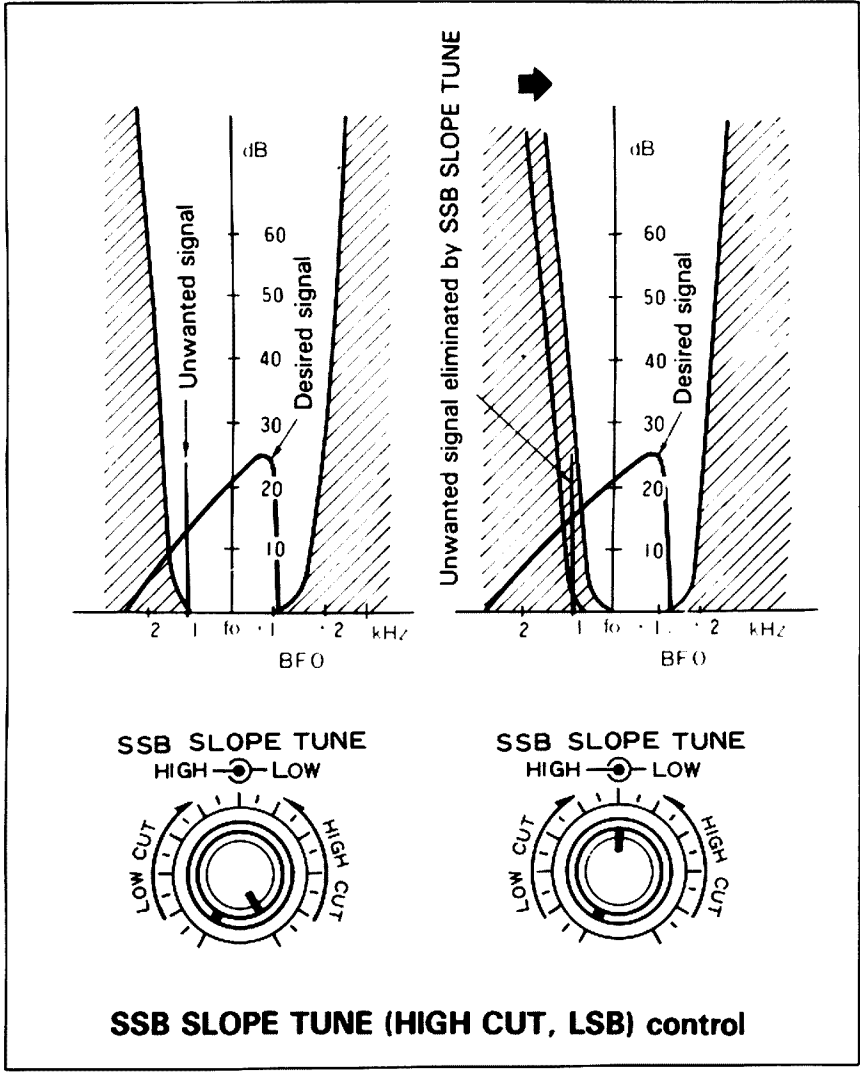 Unwanted signal
dB
60
50
40
30
20
10
Desired signal
2 1 fo ·1 ·2 kHz
BFO
Unwanted signal eliminated by SSB SLOPE TUNE
dB
60
50
40
30
20
10
Desired signal
2 1 fo ·1 ·2 kHz
BFO
SSB SLOPE TUNE
HIGH LOW
LOW CUT
HIGH CUT
SSB SLOPE TUNE
HIGH LOW
LOW CUT
HIGH CUT
SSB SLOPE TUNE (HIGH CUT, LSB) control